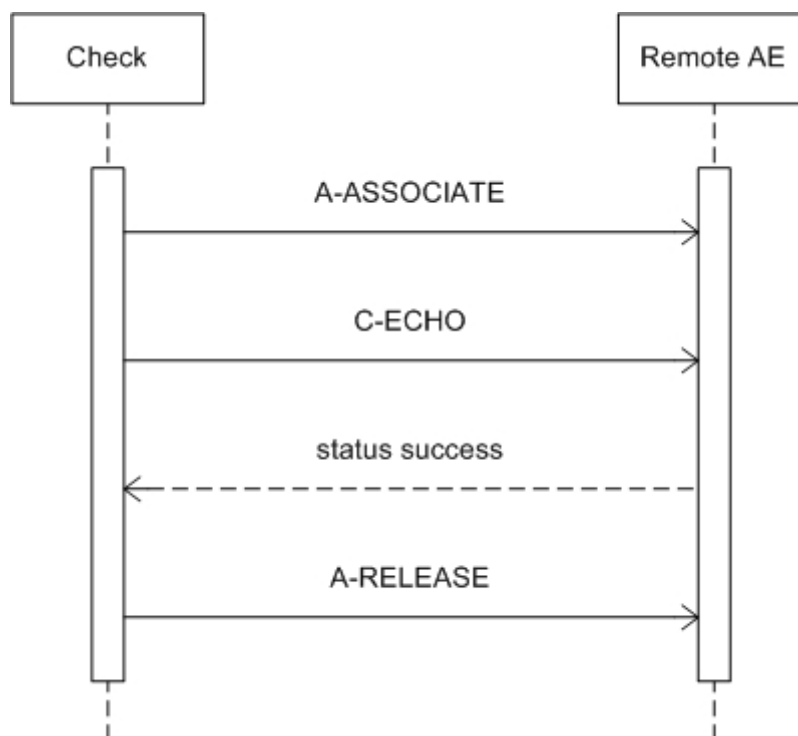 Check
Remote AE
A-ASSOCIATE
C-ECHO
status success
A-RELEASE